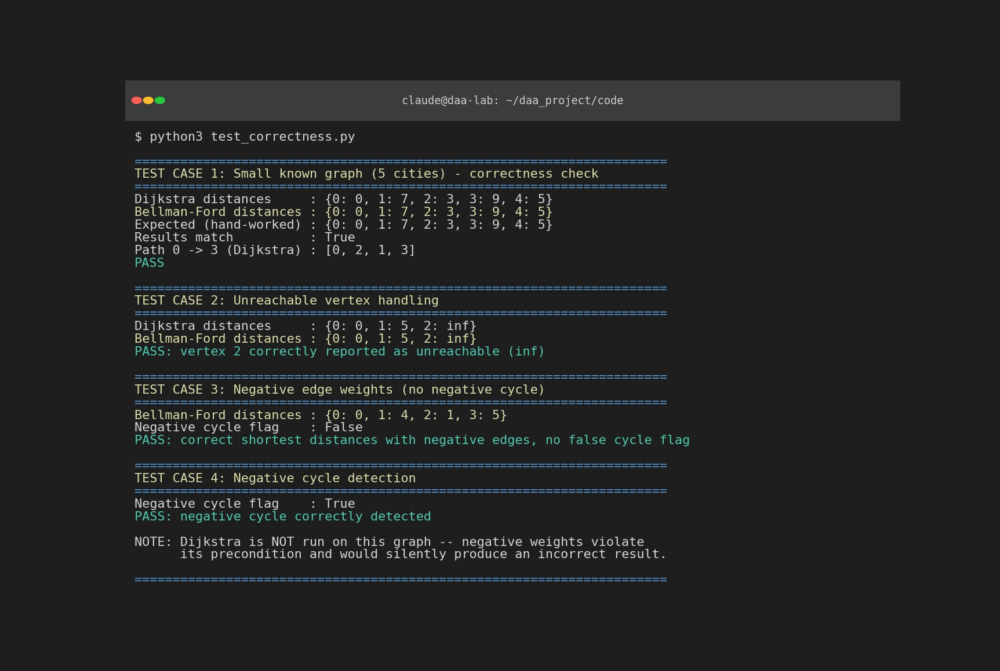 claude@daa-lab: ~/daa_project/code
$ python3 test_correctness.py
======================================================================
TEST CASE 1: Small known graph (5 cities) - correctness check
======================================================================
Dijkstra distances     : {0: 0, 1: 7, 2: 3, 3: 9, 4: 5}
Bellman-Ford distances : {0: 0, 1: 7, 2: 3, 3: 9, 4: 5}
Expected (hand-worked) : {0: 0, 1: 7, 2: 3, 3: 9, 4: 5}
Results match          : True
Path 0 -> 3 (Dijkstra) : [0, 2, 1, 3]
PASS
======================================================================
TEST CASE 2: Unreachable vertex handling
======================================================================
Dijkstra distances     : {0: 0, 1: 5, 2: inf}
Bellman-Ford distances : {0: 0, 1: 5, 2: inf}
PASS: vertex 2 correctly reported as unreachable (inf)
======================================================================
TEST CASE 3: Negative edge weights (no negative cycle)
======================================================================
Bellman-Ford distances : {0: 0, 1: 4, 2: 1, 3: 5}
Negative cycle flag    : False
PASS: correct shortest distances with negative edges, no false cycle flag
======================================================================
TEST CASE 4: Negative cycle detection
======================================================================
Negative cycle flag    : True
PASS: negative cycle correctly detected
NOTE: Dijkstra is NOT run on this graph -- negative weights violate
      its precondition and would silently produce an incorrect result.
======================================================================